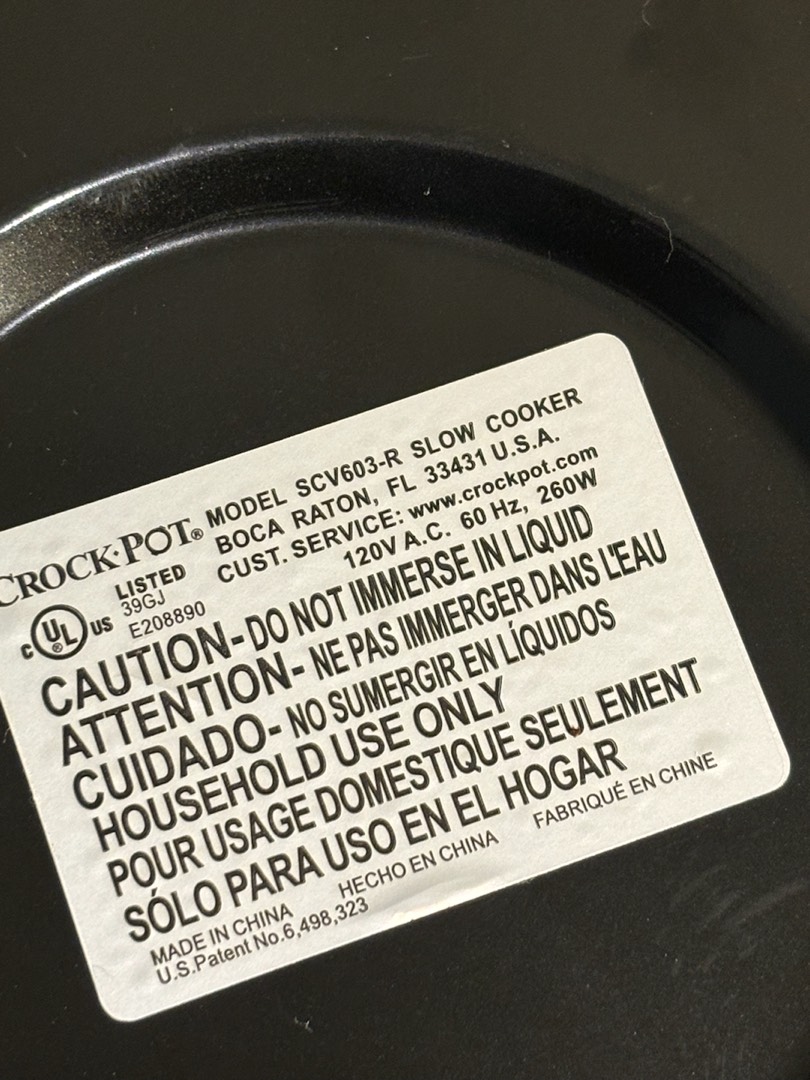 CROCK·POT® MODEL SCV603-R SLOW COOKER
BOCA RATON, FL 33431 U.S.A.
CUST. SERVICE: www.crockpot.com
120V A.C. 60 Hz, 260W
C UL® US LISTED
39GJ
E208890
CAUTION-DO NOT IMMERSE IN LIQUID
ATTENTION- NE PAS IMMERGER DANS L'EAU
CUIDADO- NO SUMERGIR EN LÍQUIDOS
HOUSEHOLD USE ONLY
POUR USAGE DOMESTIQUE SEULEMENT
SÓLO PARA USO EN EL HOGAR
MADE IN CHINA HECHO EN CHINA FABRIQUÉ EN CHINE
U.S.Patent No.6,498,323